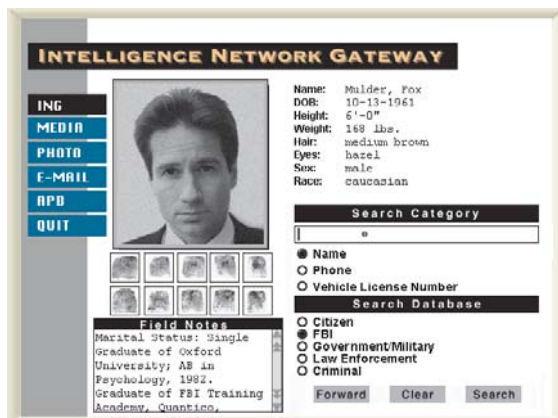 INTELLIGENCE NETWORK GATEWAY
ING
MEDIA
PHOTO
E-MAIL
APB
QUIT
Name: Mulder, Fox
DOB: 10-13-1961
Height: 6'-0"
Weight: 168 lbs.
Hair: medium brown
Eyes: hazel
Sex: male
Race: caucasian
Search Category
Name
Phone
Vehicle License Number
Search Database
Citizen
FBI
Government/Military
Law Enforcement
Criminal
Forward Clear Search
Field Notes
Marital Status: Single
Graduate of Oxford
University; AB in
Psychology, 1982.
Graduate of FBI Training
Academy, Quantico,